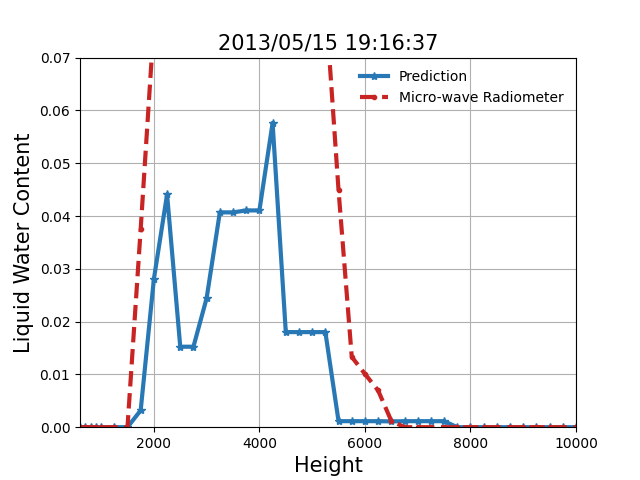 2013/05/15 19:16:37
Prediction
Micro-wave Radiometer
Liquid Water Content
0.07
0.06
0.05
0.04
0.03
0.02
0.01
0.00
2000 4000 6000 8000 10000
Height